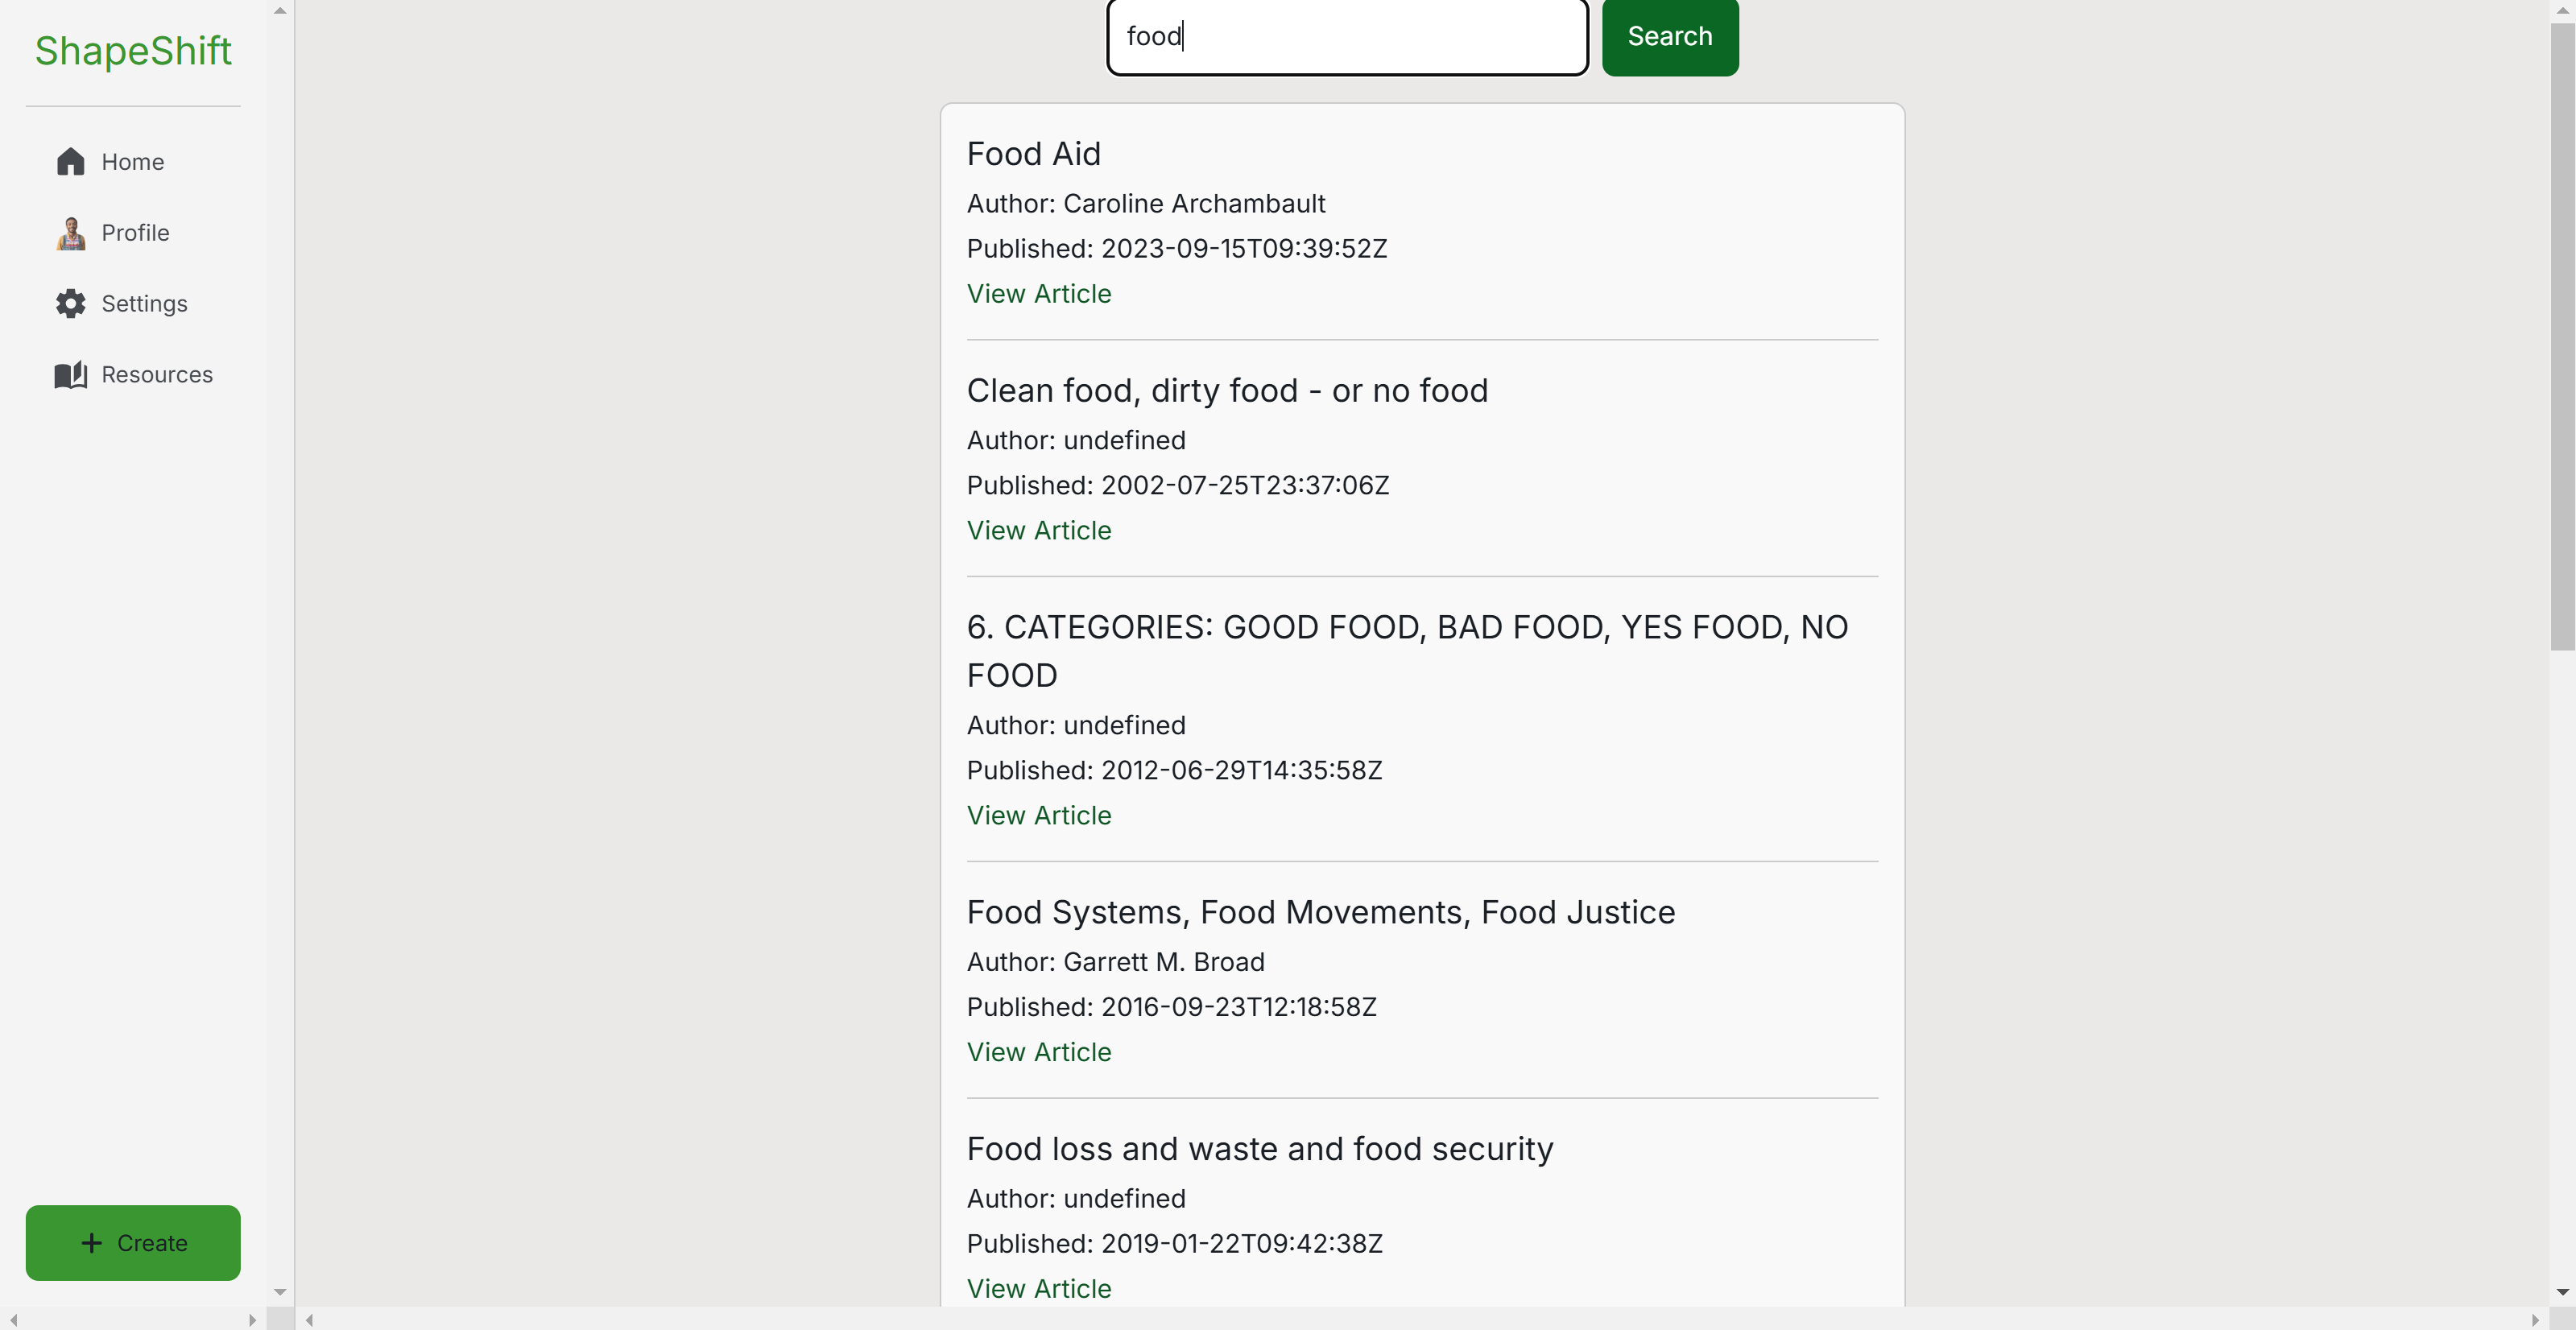 ShapeShift
Home
Profile
Settings
Resources
Create
food
Search
Food Aid
Author: Caroline Archambault
Published: 2023-09-15T09:39:52Z
View Article
Clean food, dirty food - or no food
Author: undefined
Published: 2002-07-25T23:37:06Z
View Article
6. CATEGORIES: GOOD FOOD, BAD FOOD, YES FOOD, NO
FOOD
Author: undefined
Published: 2012-06-29T14:35:58Z
View Article
Food Systems, Food Movements, Food Justice
Author: Garrett M. Broad
Published: 2016-09-23T12:18:58Z
View Article
Food loss and waste and food security
Author: undefined
Published: 2019-01-22T09:42:38Z
View Article